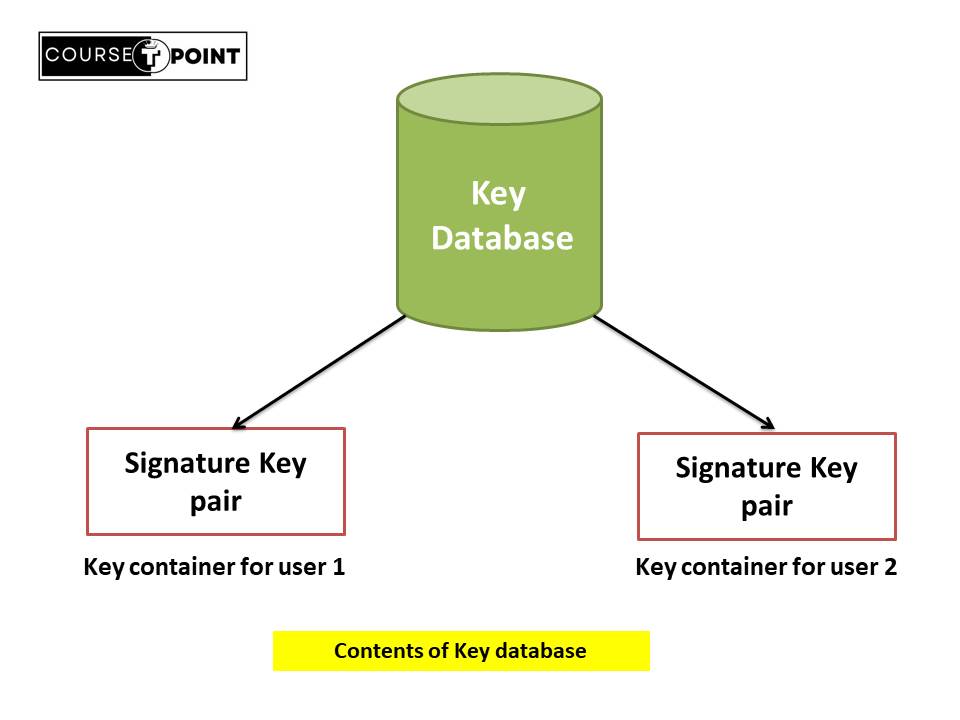 COURSE T POINT
Key
Database
Signature Key
pair
Signature Key
pair
Key container for user 1
Key container for user 2
Contents of Key database